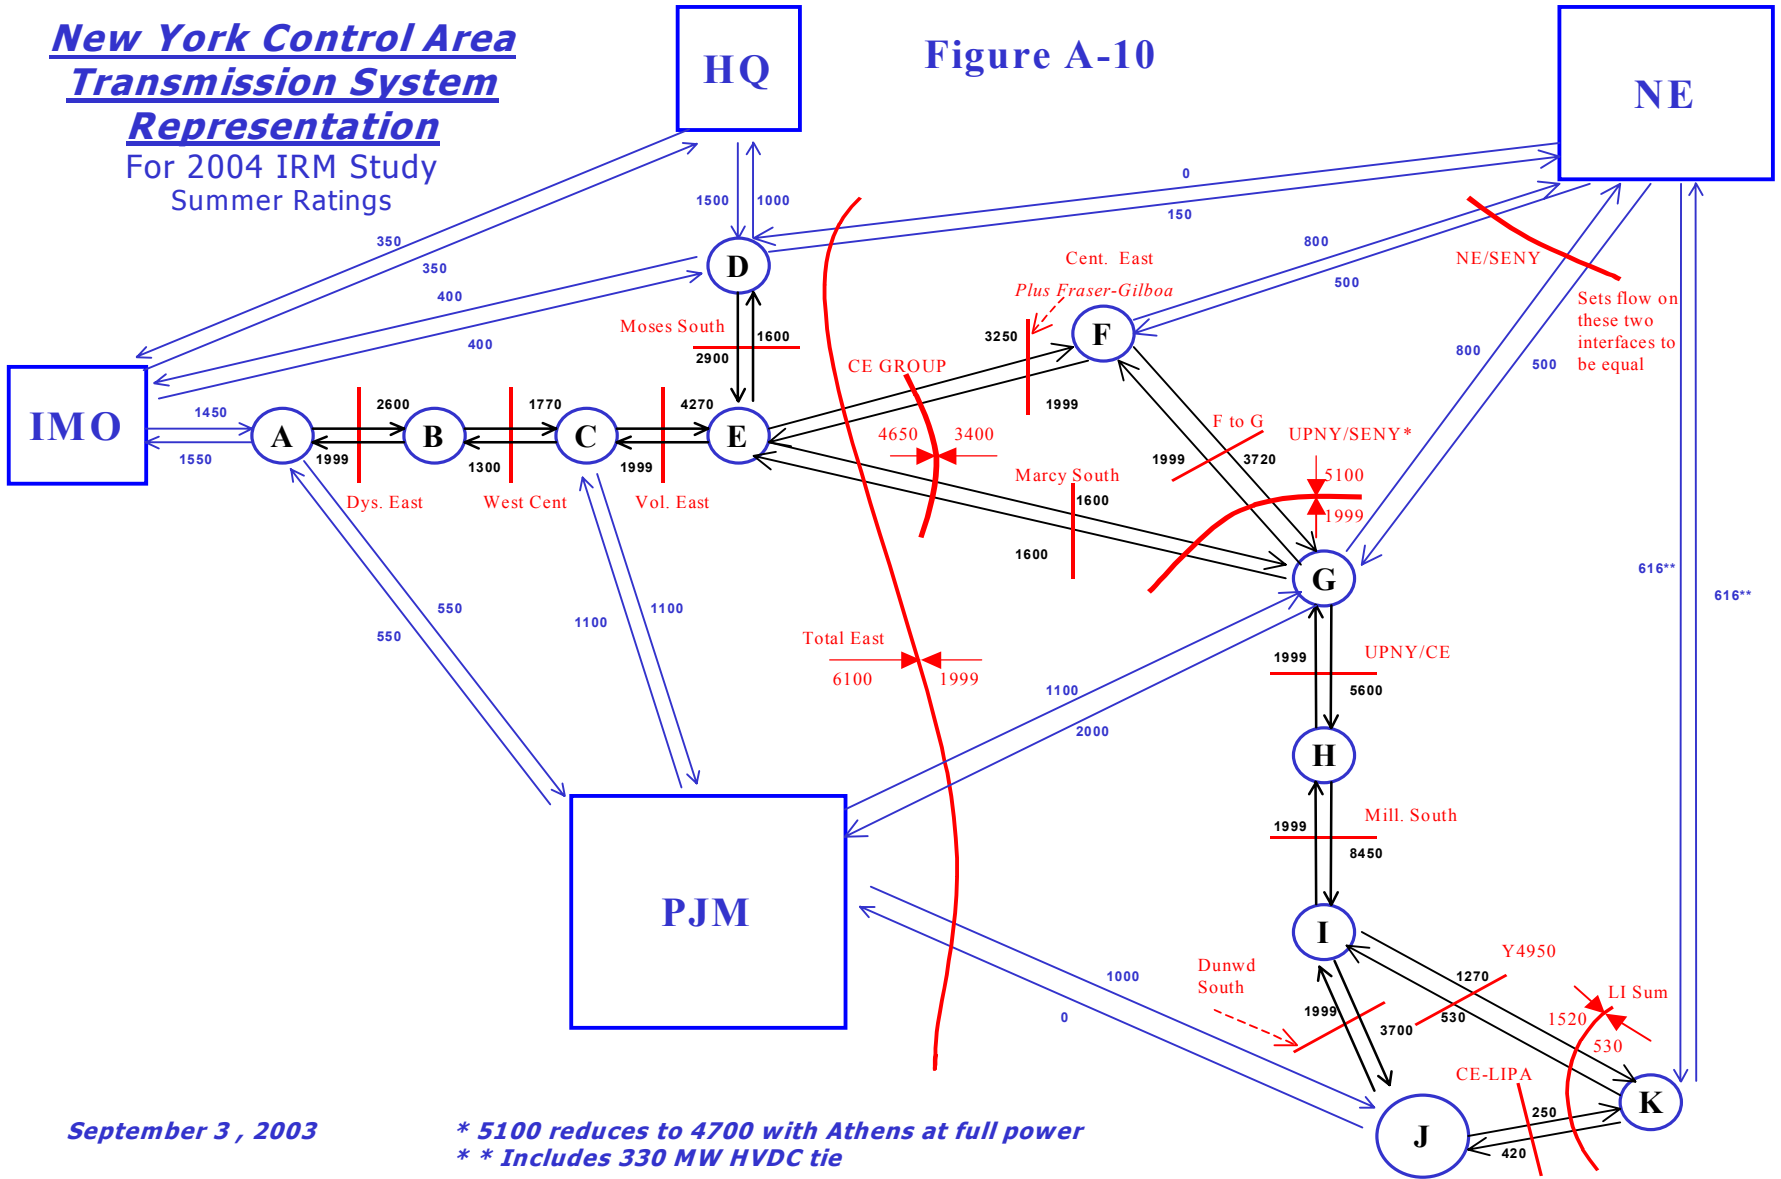 New York Control Area
Transmission System
Representation
For 2004 IRM Study
Summer Ratings
HQ
Figure A-10
NE
0
150
1500
1000
350
350
400
400
D
800
500
NE/SENY
Cent. East
Plus Fraser-Gilboa
Sets flow on
these two
interfaces to
be equal
Moses South
1600
2900
3250
F
CE GROUP
800
500
IMO
1450
1550
A
2600
1999
Dys. East
B
1770
1300
West Cent
C
4270
1999
Vol. East
E
1999
4650
3400
F to G
1999
3720
UPNY/SENY*
5100
1999
Marcy South
1600
1600
G
616**
616**
550
550
1100
1100
Total East
6100
1999
1999
UPNY/CE
5600
1100
2000
H
1999
Mill. South
8450
PJM
I
1000
0
Dunwd
South
1999
3700
Y4950
1270
530
LI Sum
1520
530
CE-LIPA
250
420
J
K
September 3 , 2003
* 5100 reduces to 4700 with Athens at full power
* * Includes 330 MW HVDC tie